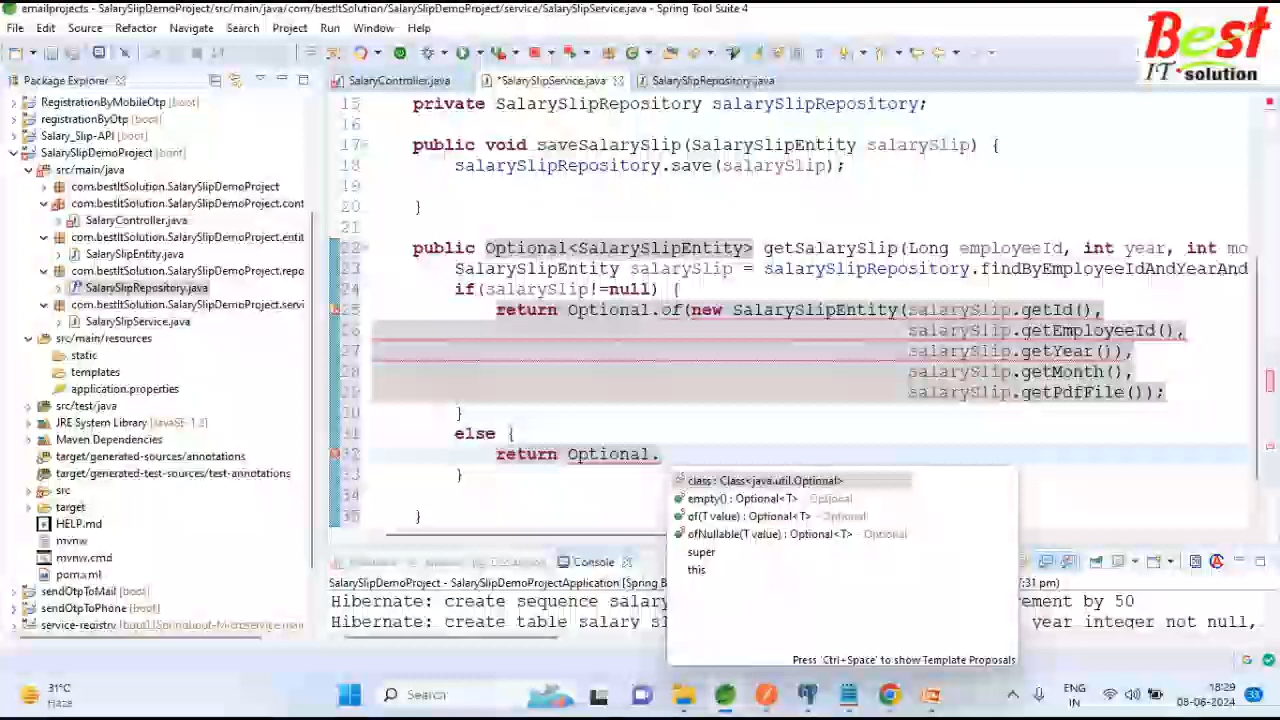 emailprojects - SalarySlipDemoProject/src/main/java/com/bestItSolution/SalarySlipDemoProject/service/SalarySlipService.java - Spring Tool Suite 4
Best
IT solution
File Edit Source Refactor Navigate Search Project Run Window Help
Package Explorer
SalaryController.java
*SalarySlipservice.java
SalarySlipRepository.java
RegistrationByMobileOtp [boot]
registrationByOtp [boot]
Salary_Slip-API [boot]
SalarySlipDemoProject [boot]
src/main/java
com.bestItSolution.SalarySlipDemoProject
com.bestItSolution.SalarySlipDemoProject.cont
SalaryController.java
com.bestItSolution.SalarySlipDemoProject.entit
SalarySlipEntity.java
com.bestItSolution.SalarySlipDemoProject.repo
SalarySlipRepository.java
com.bestItSolution.SalarySlipDemoProject.servi
SalarySlipService.java
src/main/resources
static
templates
application.properties
src/test/java
JRE System Library
Maven Dependencies
target/generated-sources/annotations
target/generated-test-sources/test-annotations
src
target
HELP.md
mvnw
mvnw.cmd
pom.xml
sendOtpToMail [boot]
sendOtpToPhone [boot]
service-registry
15 private SalarySlipRepository salarySlipRepository;
16
17 public void saveSalarySlip(SalarySlipEntity salarySlip) {
18 salarySlipRepository.save(salarySlip);
19
20 }
21
22 public Optional<SalarySlipEntity> getSalarySlip(Long employeeId, int year, int mo
23 SalarySlipEntity salarySlip = salarySlipRepository.findByEmployeeIdAndYearAnd
24 if(salarySlip!=null) {
25 return Optional.of(new SalarySlipEntity(salarySlip.getId(),
26 salarySlip.getEmployeeId(),
27 salarySlip.getYear(),
28 salarySlip.getMonth(),
29 salarySlip.getPdfFile());
30 }
31 else {
32 return Optional.
33 }
34
35 }
class : Class<java.util.Optional>
empty() : Optional<T> - Optional
of(T value) : Optional<T> - Optional
ofNullable(T value) : Optional<T> - Optional
super
this
Press 'Ctrl+Space' to show Template Proposals
Console
SalarySlipDemoProject - SalarySlipDemoProjectApplication [Spring B
7:31 pm)
Hibernate: create sequence salary
rement by 50
Hibernate: create table salary sl
year integer not null,
31°C
Haze
Search
ENG
IN
18:29
08-06-2024